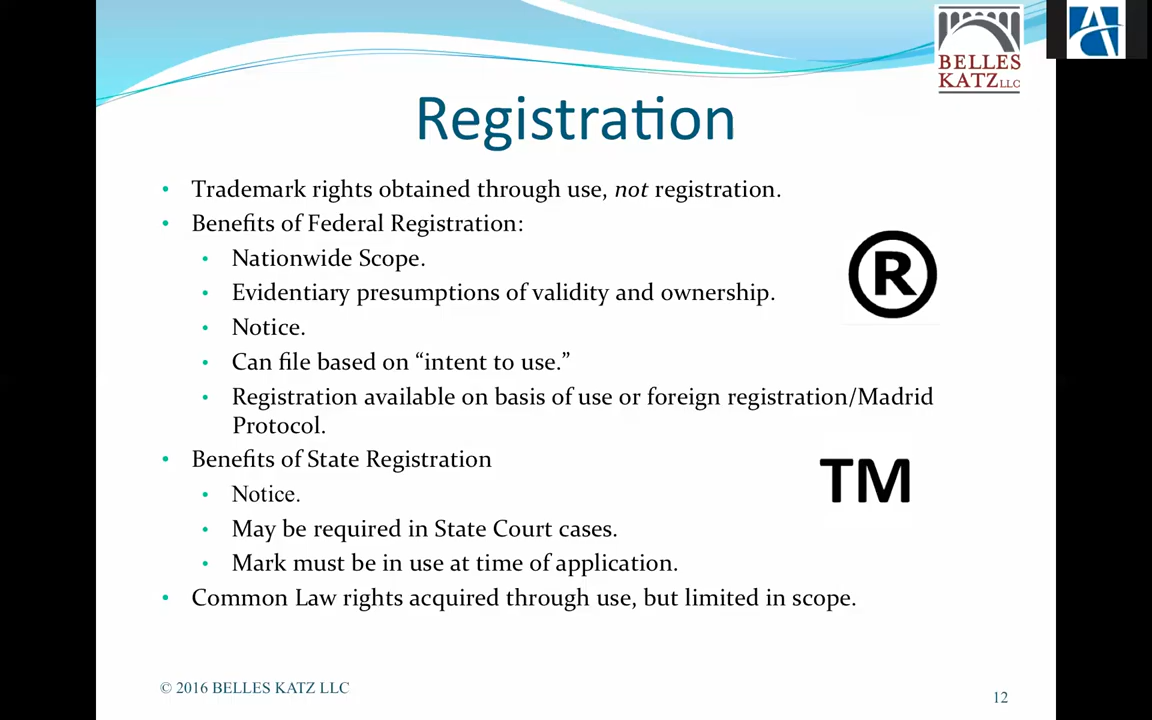 BELLES
KATZ LLC
A
Registration
• Trademark rights obtained through use, not registration.
• Benefits of Federal Registration:
• Nationwide Scope.
• Evidentiary presumptions of validity and ownership.
• Notice.
• Can file based on “intent to use.”
• Registration available on basis of use or foreign registration/Madrid
Protocol.
®
• Benefits of State Registration
• Notice.
• May be required in State Court cases.
• Mark must be in use at time of application.
TM
• Common Law rights acquired through use, but limited in scope.
© 2016 BELLES KATZ LLC
12